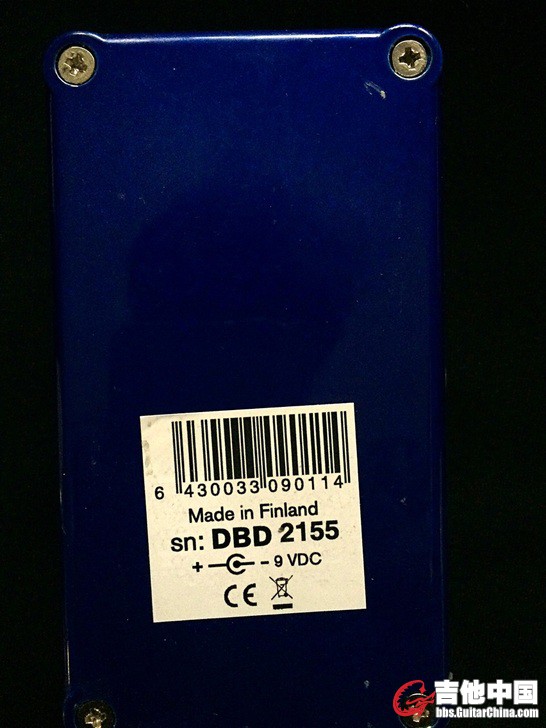 6 430033 090114
Made in Finland
sn: DBD 2155
+ - 9 VDC
CE
吉他中国
bbs.GuitarChina.com